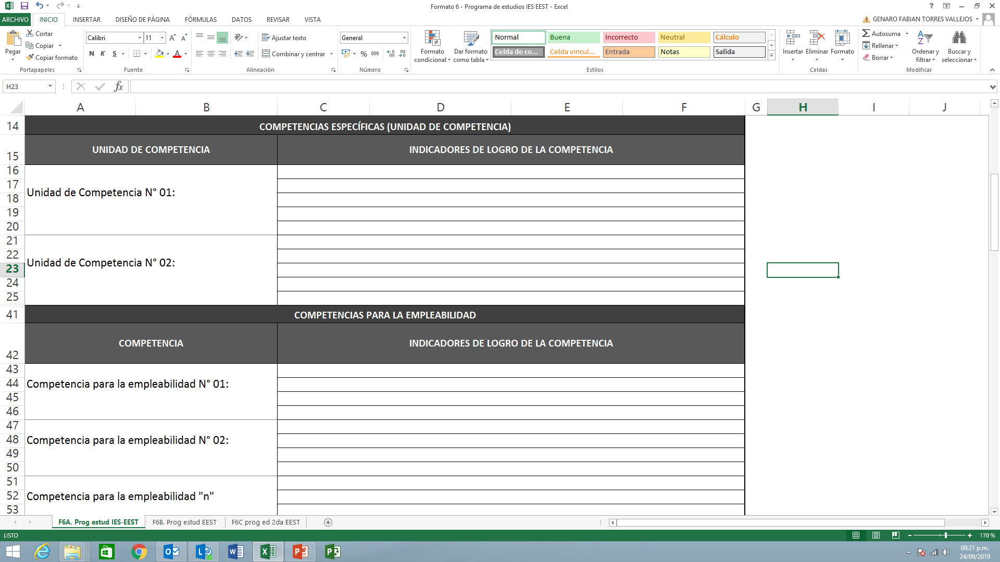 Formato 6 - Programa de estudios IES EEST - Excel
ARCHIVO INICIO INSERTAR DISEÑO DE PÁGINA FÓRMULAS DATOS REVISAR VISTA
GENARO FABIAN TORRES VALLEJOS
Pegar
Cortar
Copiar
Copiar formato
Portapapeles
Calibri 11
N K S
Fuente
Ajustar texto
Combinar y centrar
Alineación
General
% 000
Número
Formato condicional
Dar formato como tabla
Normal Buena Incorrecto Neutral Cálculo
Celda de co... Celda vincul... Entrada Notas Salida
Estilos
Insertar Eliminar Formato
Celdas
Autosuma
Rellenar
Borrar
Ordenar y filtrar
Buscar y seleccionar
Modificar
H23
fx
A B C D E F G H I J
14 COMPETENCIAS ESPECÍFICAS (UNIDAD DE COMPETENCIA)
15 UNIDAD DE COMPETENCIA INDICADORES DE LOGRO DE LA COMPETENCIA
16
17
Unidad de Competencia N° 01:
18
19
20
21
22
Unidad de Competencia N° 02:
23
24
25
41 COMPETENCIAS PARA LA EMPLEABILIDAD
42 COMPETENCIA INDICADORES DE LOGRO DE LA COMPETENCIA
43
44 Competencia para la empleabilidad N° 01:
45
46
47
48 Competencia para la empleabilidad N° 02:
49
50
51
52 Competencia para la empleabilidad "n"
53
F6A. Prog estud IES-EEST F6B. Prog estud EEST F6C prog ed 2da EEST
LISTO
170 %
08:21 p.m.
24/09/2019